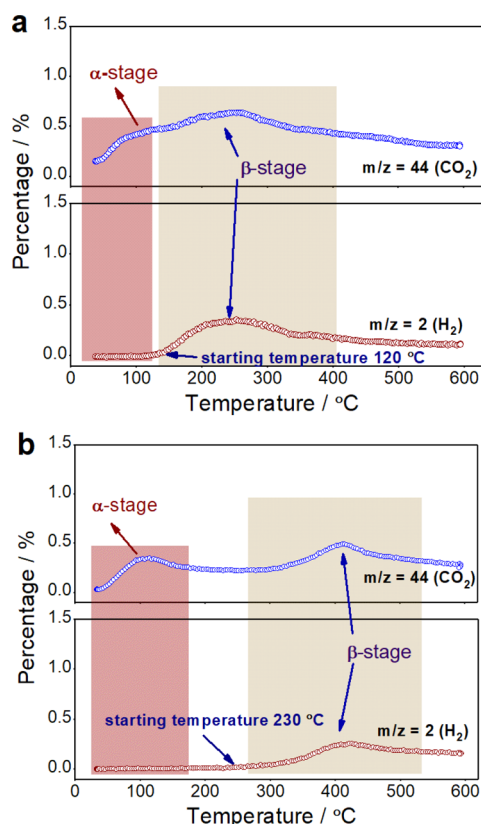 a
1.5
α-stage
1.0
0.5
β-stage
0.0
m/z = 44 (CO₂)
Percentage / %
1.5
1.0
0.5
m/z = 2 (H₂)
0.0
starting temperature 120 °C
0 100 200 300 400 500 600
Temperature / °C
b
1.5
1.0
α-stage
0.5
m/z = 44 (CO₂)
0.0
Percentage / %
1.5
β-stage
1.0
starting temperature 230 °C
0.5
m/z = 2 (H₂)
0.0
0 100 200 300 400 500 600
Temperature / °C